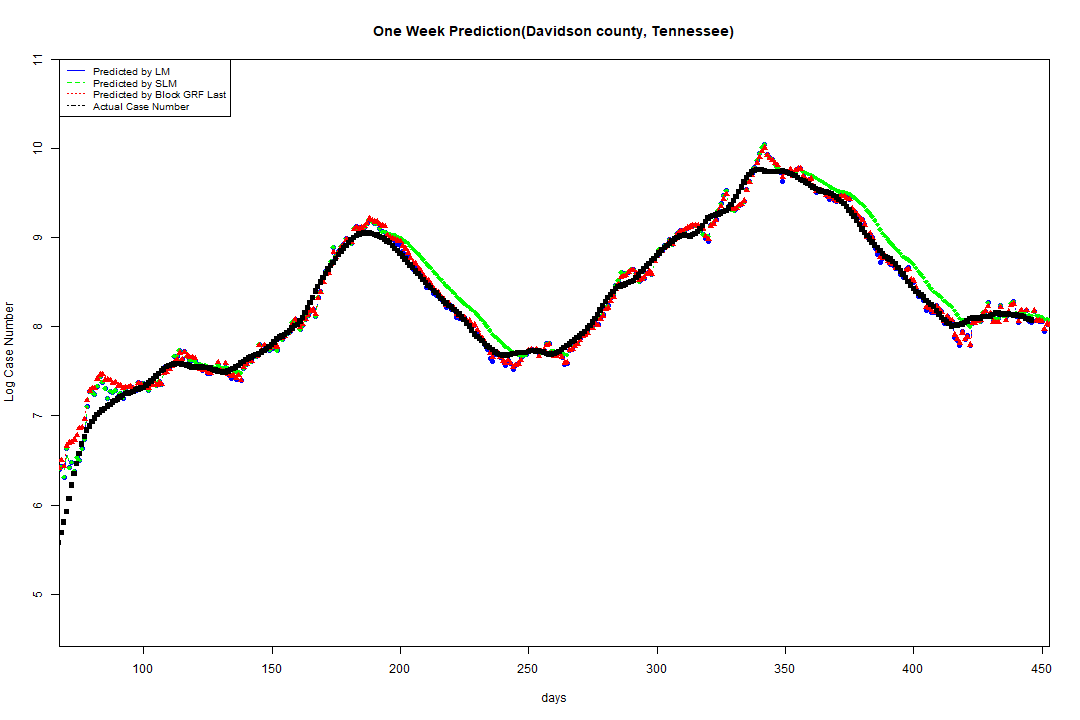 One Week Prediction(Davidson county, Tennessee)
Predicted by LM
Predicted by SLM
Predicted by Block GRF Last
Actual Case Number
Log Case Number
11
10
9
8
7
6
5
100 150 200 250 300 350 400 450
days